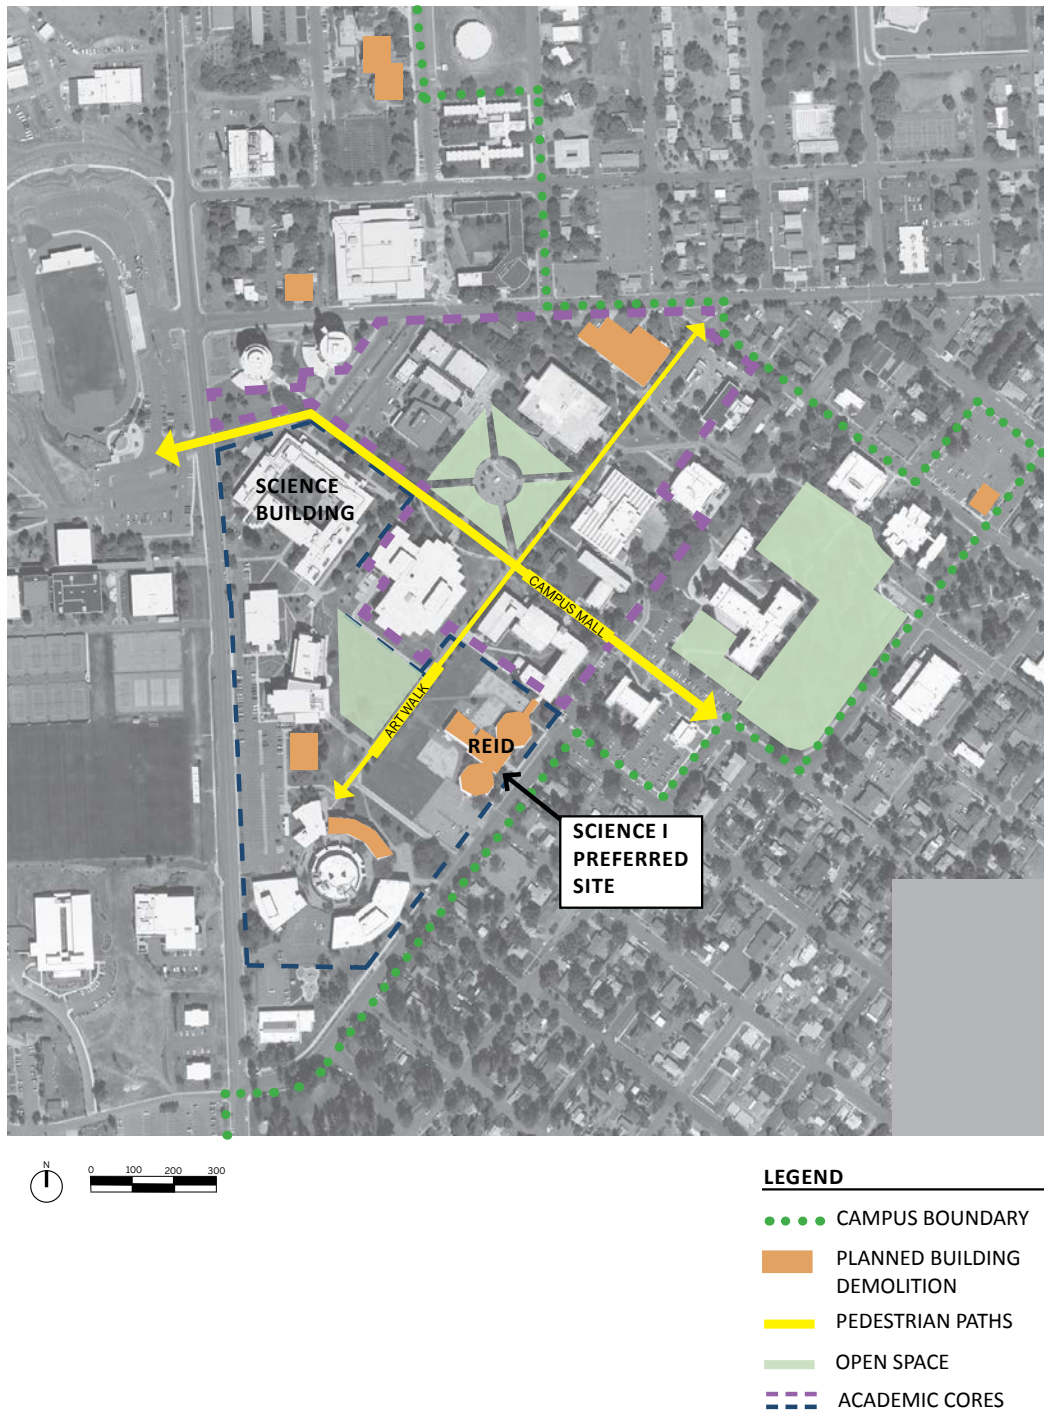 SCIENCE
BUILDING
CAMPUS MALL
ART WALK
REID
SCIENCE I
PREFERRED
SITE
N
0 100 200 300
LEGEND
CAMPUS BOUNDARY
PLANNED BUILDING
DEMOLITION
PEDESTRIAN PATHS
OPEN SPACE
ACADEMIC CORES